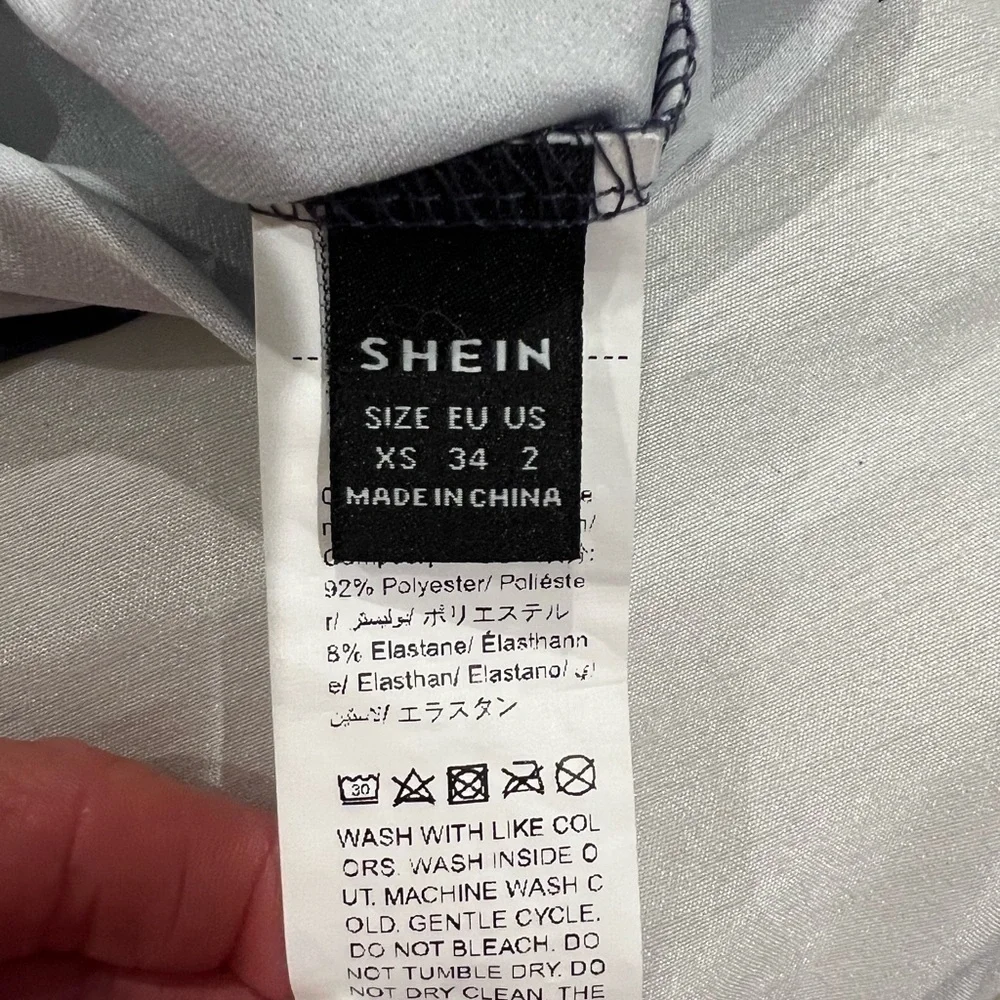 SHEIN
SIZE EU US
XS 34 2
MADE IN CHINA
92% Polyester/ Poliéste
r/ بوليستر/ ポリエステル
8% Elastane/ Élasthann
e/ Elasthan/ Elastano/ إي
لاستين/ エラスタン
30
WASH WITH LIKE COL
ORS. WASH INSIDE O
UT. MACHINE WASH C
OLD. GENTLE CYCLE.
DO NOT BLEACH. DO
NOT TUMBLE DRY. DO
NOT DRY CLEAN. THE